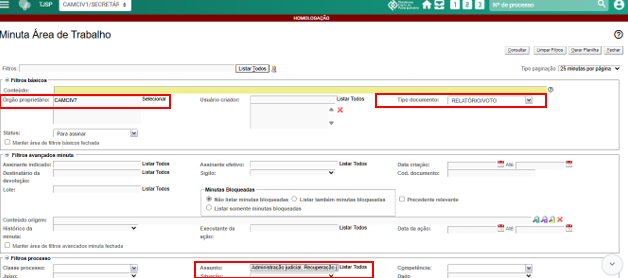 TJSP CAMCIV1/SECRETÁF 1 2 3 Nº de processo
HOMOLOGAÇÃO
Minuta Área de Trabalho
Consultar Limpar Filtros Gerar Planilha Fechar
Filtros: Listar Todos Tipo paginação: 25 minutas por página
Filtros básicos
Conteúdo:
Órgão proprietário: CAMCIV7 Selecionar Usuário criador: Listar Todos Tipo documento: RELATÓRIO/VOTO
Status: Para assinar
Manter área de filtros básicos fechada
Filtros avançados minuta
Assinante indicado: Listar Todos Assinante efetivo: Listar Todos Data criação: Até
Destinatário da devolução: Listar Todos Sigilo: Cod. documento:
Lote: Listar Todos Minutas Bloqueadas
Não listar minutas bloqueadas Listar também minutas bloqueadas Precedente relevante
Listar somente minutas bloqueadas
Conteúdo origem:
Histórico da minuta: Executante da ação: Listar Todos Data da ação: Até
Manter área de filtros avançados minuta fechada
Filtros processo
Classe processo: Assunto: Administração judicial, Recuperação j Listar Todos Competência:
Juízo: Situação: Dado